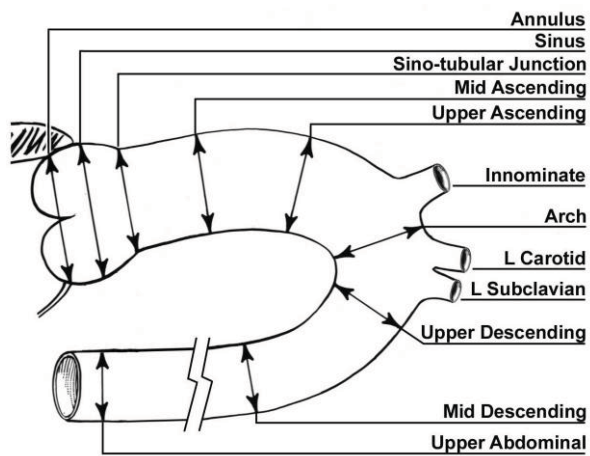 Annulus
Sinus
Sino-tubular Junction
Mid Ascending
Upper Ascending
Innominate
Arch
L Carotid
L Subclavian
Upper Descending
Mid Descending
Upper Abdominal